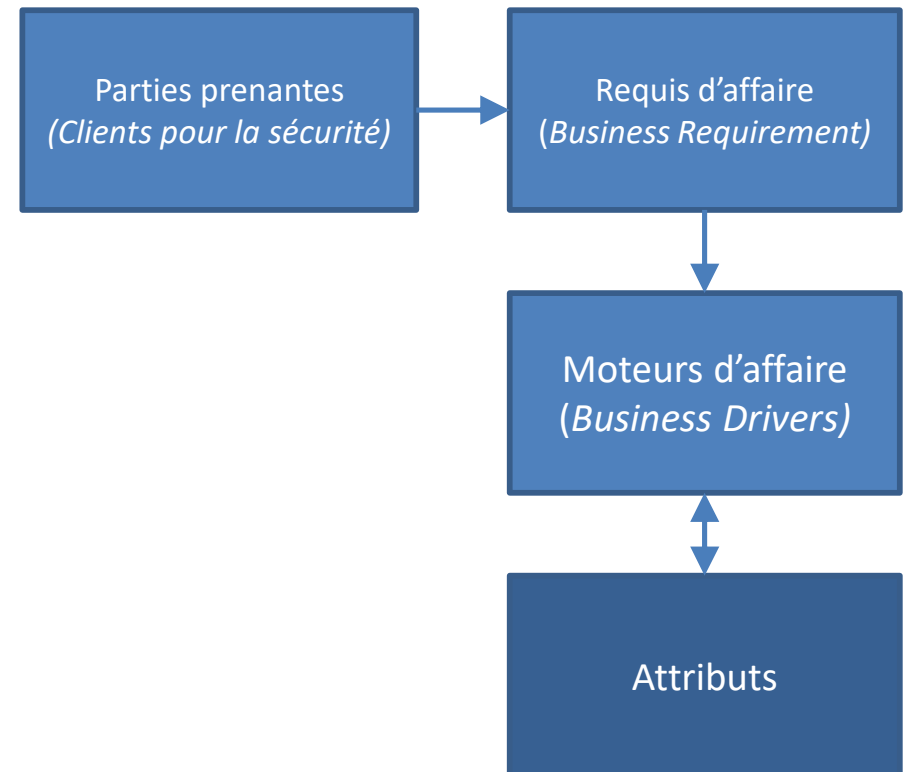 Parties prenantes
(Clients pour la sécurité)
Requis d’affaire
(Business Requirement)
Moteurs d’affaire
(Business Drivers)
Attributs